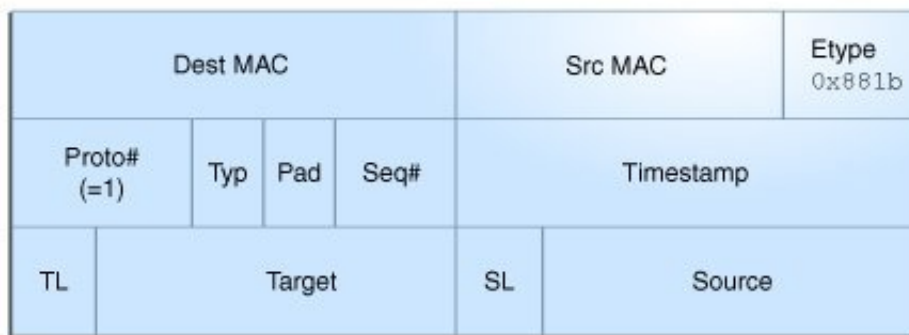 Dest MAC
Src MAC
Etype
0x881b
Proto#
(=1)
Typ
Pad
Seq#
Timestamp
TL
Target
SL
Source